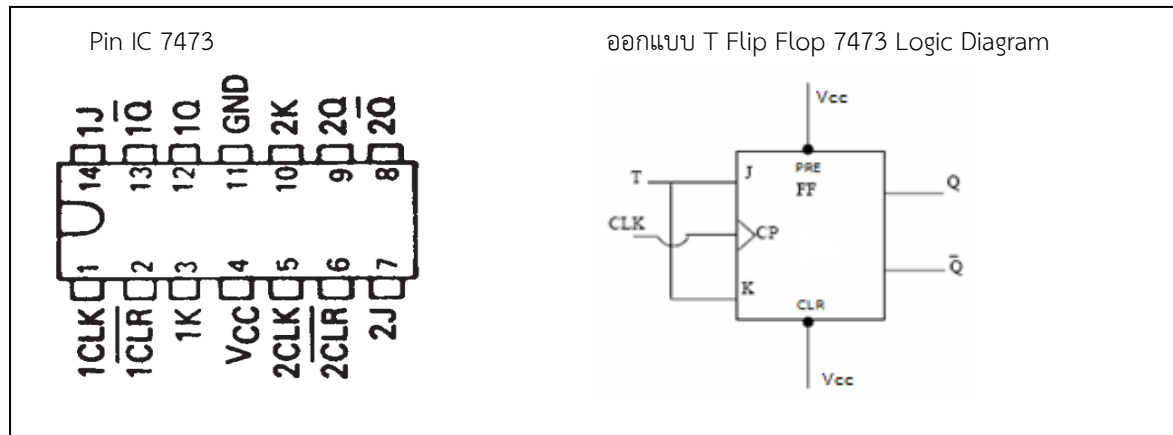 Pin IC 7473
ออกแบบ T Flip Flop 7473 Logic Diagram
1J 1Q̅ 1Q GND 2K 2Q 2Q̅
14 13 12 11 10 9 8
1 2 3 4 5 6 7
1CLK 1C̅L̅R̅ 1K VCC 2CLK 2C̅L̅R̅ 2J
Vcc
PRE
T J FF Q
CLK CP
K Q̅
CLR
Vcc